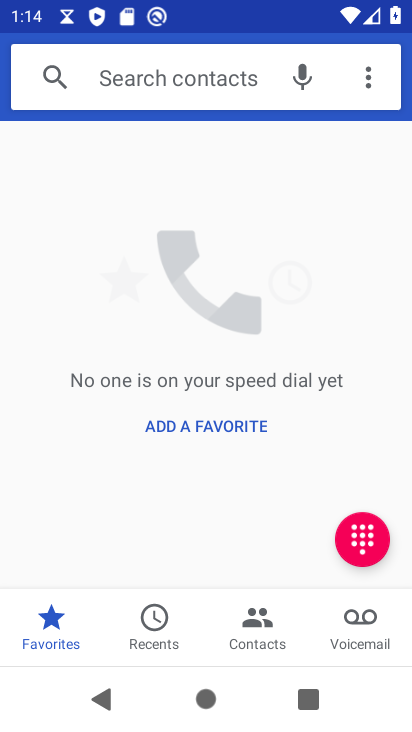 1:14
Search contacts
No one is on your speed dial yet
ADD A FAVORITE
Favorites
Recents
Contacts
Voicemail